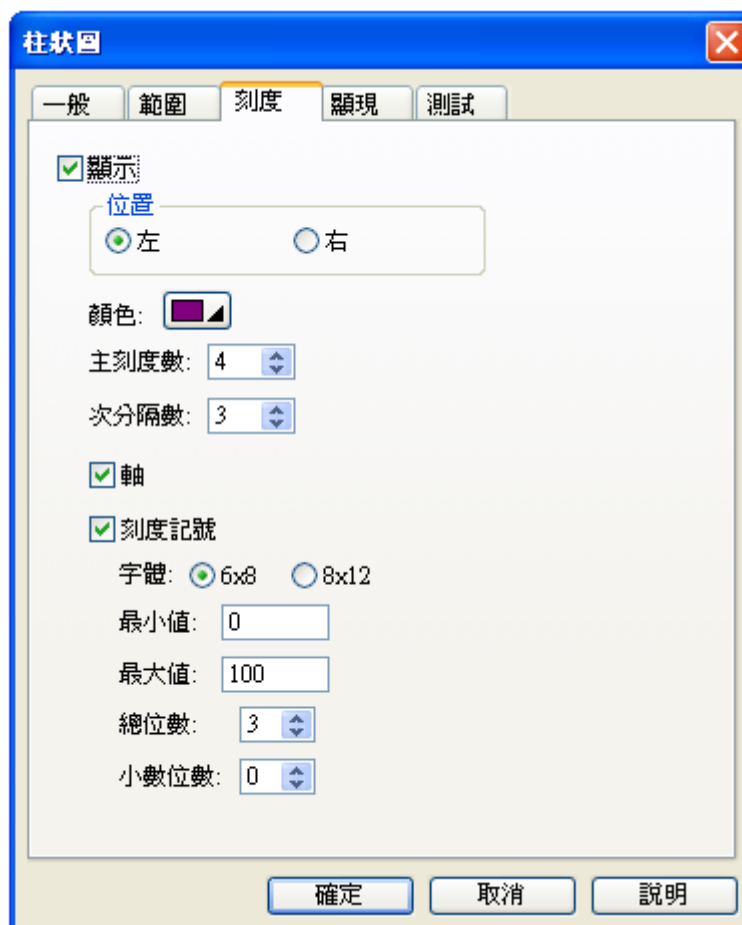 柱狀圖
一般 範圍 刻度 顯現 測試
顯示
位置
左 右
顏色:
主刻度數: 4
次分隔數: 3
軸
刻度記號
字體: 6x8 8x12
最小值: 0
最大值: 100
總位數: 3
小數位數: 0
確定 取消 說明